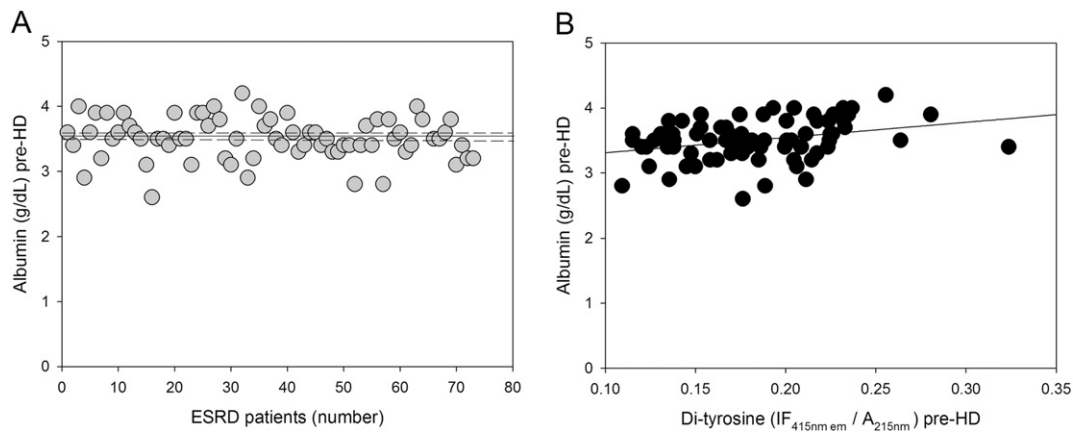 A
5
4
3
2
1
0
Albumin (g/dL) pre-HD
0 10 20 30 40 50 60 70 80
ESRD patients (number)
B
5
4
3
2
1
0
Albumin (g/dL) pre-HD
0.10 0.15 0.20 0.25 0.30 0.35
Di-tyrosine (IF415nm em / A215nm) pre-HD